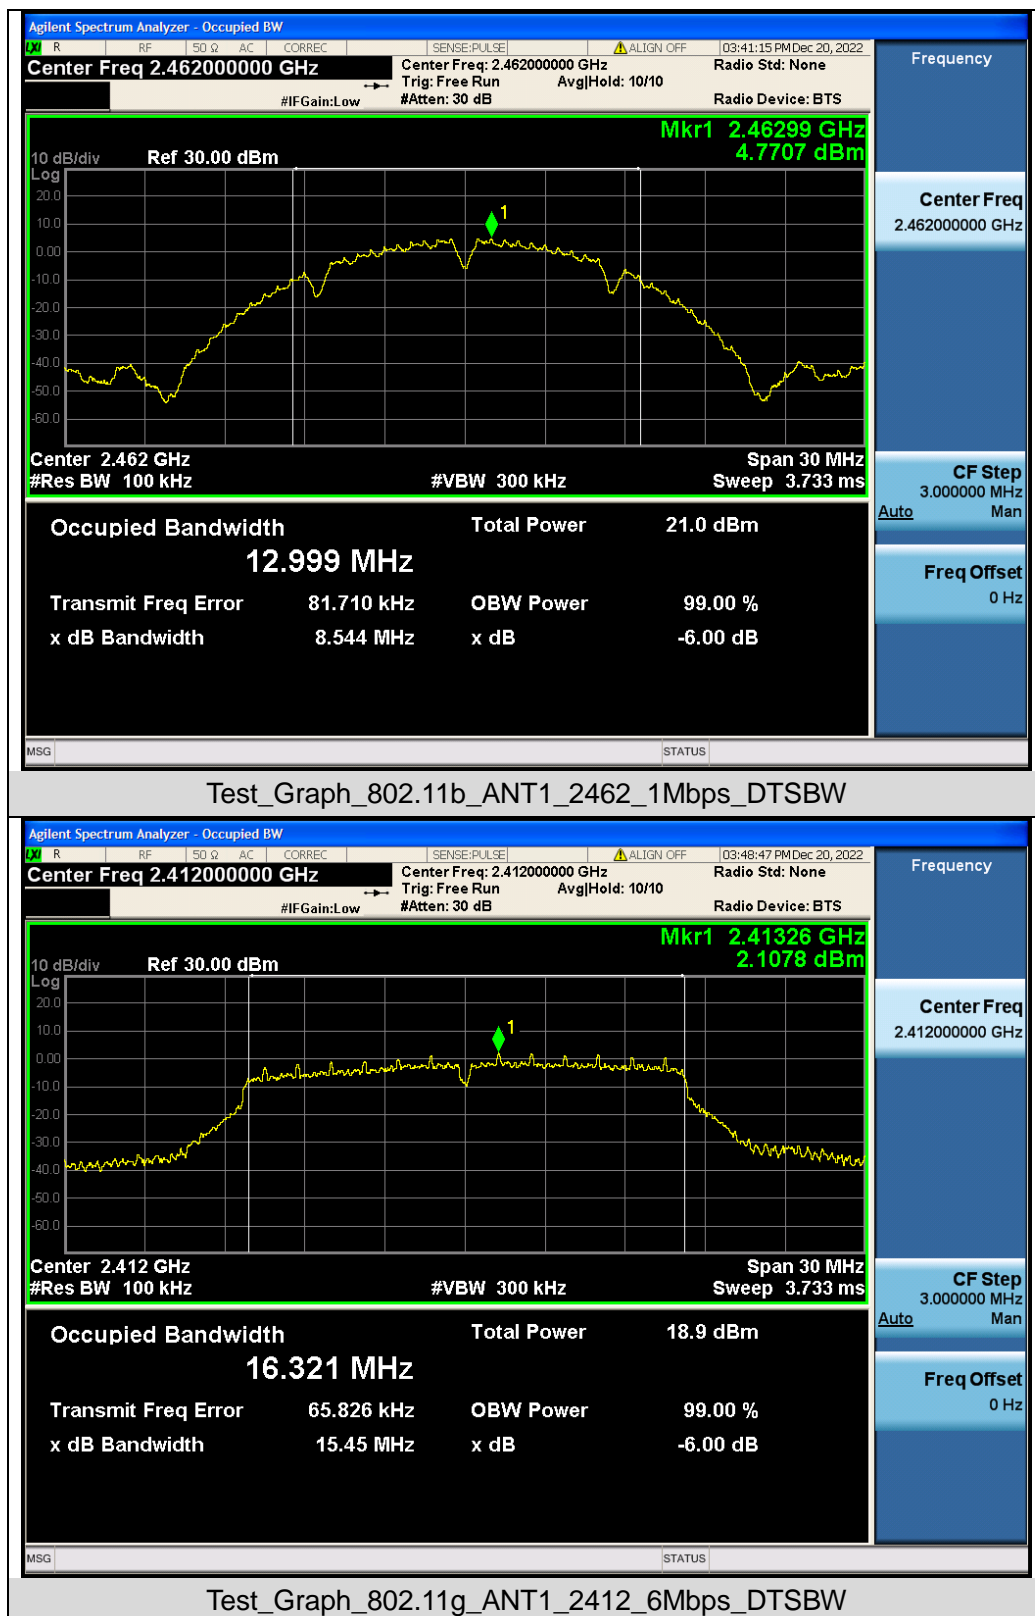 Agilent Spectrum Analyzer - Occupied BW
LXI R RF 50 Ω AC CORREC SENSE:PULSE ALIGN OFF 03:41:15 PM Dec 20, 2022
Center Freq 2.462000000 GHz Center Freq: 2.462000000 GHz Radio Std: None Frequency
Trig: Free Run Avg|Hold: 10/10
#IFGain:Low #Atten: 30 dB Radio Device: BTS
Mkr1 2.46299 GHz
4.7707 dBm
10 dB/div Ref 30.00 dBm
Log
20.0
10.0
0.00
-10.0
-20.0
-30.0
-40.0
-50.0
-60.0
1
Center Freq
2.462000000 GHz
Center 2.462 GHz Span 30 MHz
#Res BW 100 kHz #VBW 300 kHz Sweep 3.733 ms
CF Step
3.000000 MHz
Auto Man
Occupied Bandwidth Total Power 21.0 dBm
12.999 MHz
Transmit Freq Error 81.710 kHz OBW Power 99.00 %
x dB Bandwidth 8.544 MHz x dB -6.00 dB
Freq Offset
0 Hz
MSG STATUS
Test_Graph_802.11b_ANT1_2462_1Mbps_DTSBW
Agilent Spectrum Analyzer - Occupied BW
LXI R RF 50 Ω AC CORREC SENSE:PULSE ALIGN OFF 03:48:47 PM Dec 20, 2022
Center Freq 2.412000000 GHz Center Freq: 2.412000000 GHz Radio Std: None Frequency
Trig: Free Run Avg|Hold: 10/10
#IFGain:Low #Atten: 30 dB Radio Device: BTS
Mkr1 2.41326 GHz
2.1078 dBm
10 dB/div Ref 30.00 dBm
Log
20.0
10.0
0.00
-10.0
-20.0
-30.0
-40.0
-50.0
-60.0
1
Center Freq
2.412000000 GHz
Center 2.412 GHz Span 30 MHz
#Res BW 100 kHz #VBW 300 kHz Sweep 3.733 ms
CF Step
3.000000 MHz
Auto Man
Occupied Bandwidth Total Power 18.9 dBm
16.321 MHz
Transmit Freq Error 65.826 kHz OBW Power 99.00 %
x dB Bandwidth 15.45 MHz x dB -6.00 dB
Freq Offset
0 Hz
MSG STATUS
Test_Graph_802.11g_ANT1_2412_6Mbps_DTSBW